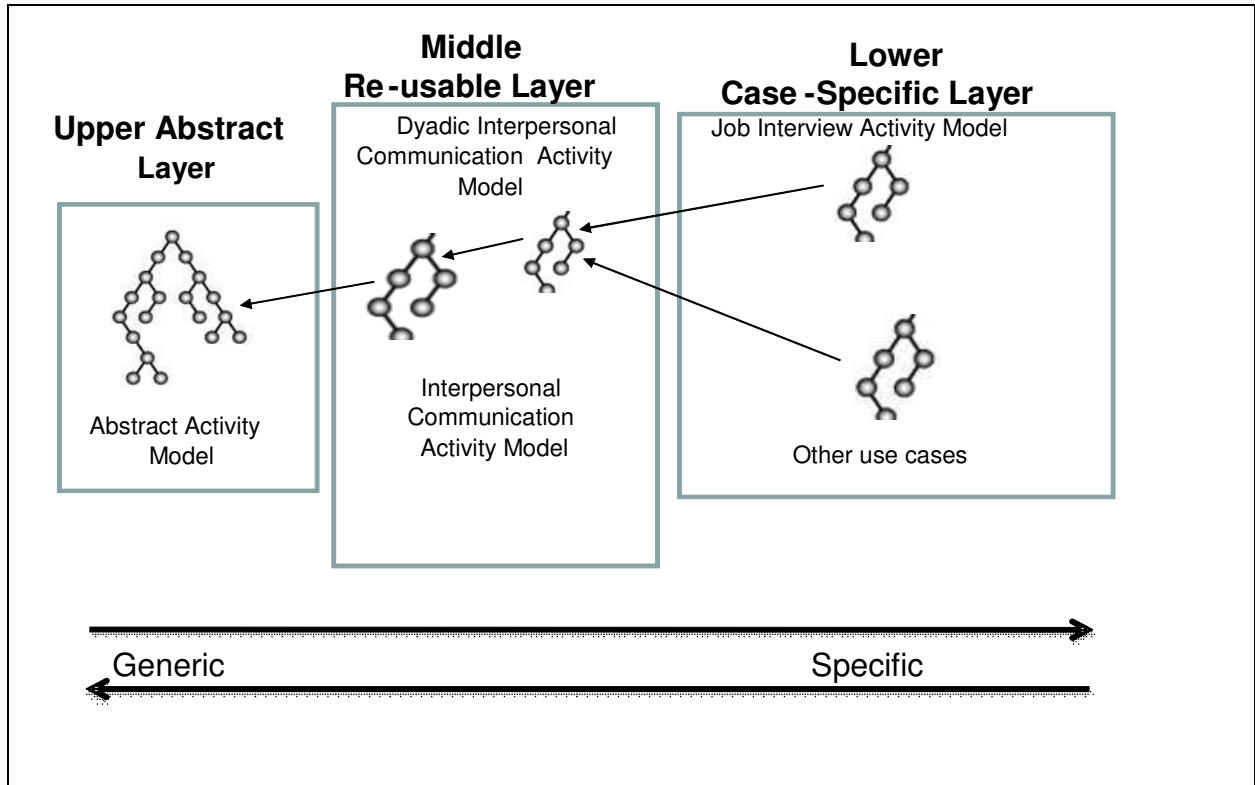 Upper Abstract
Layer
Abstract Activity
Model
Middle
Re-usable Layer
Dyadic Interpersonal
Communication Activity
Model
Interpersonal
Communication
Activity Model
Lower
Case-Specific Layer
Job Interview Activity Model
Other use cases
Generic
Specific